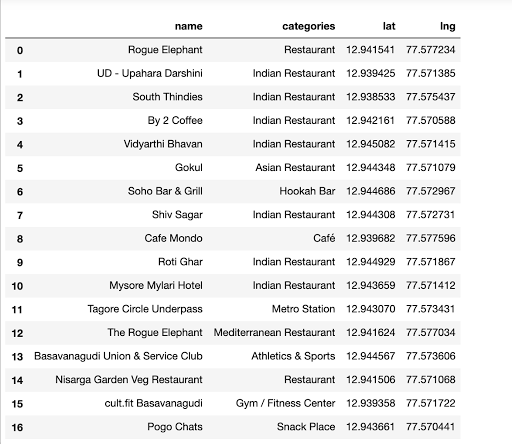 name categories lat lng
0 Rogue Elephant Restaurant 12.941541 77.577234
1 UD - Upahara Darshini Indian Restaurant 12.939425 77.571385
2 South Thindies Indian Restaurant 12.938533 77.575437
3 By 2 Coffee Indian Restaurant 12.942161 77.570588
4 Vidyarthi Bhavan Indian Restaurant 12.945082 77.571415
5 Gokul Asian Restaurant 12.944348 77.571079
6 Soho Bar & Grill Hookah Bar 12.944686 77.572967
7 Shiv Sagar Indian Restaurant 12.944308 77.572731
8 Cafe Mondo Café 12.939682 77.577596
9 Roti Ghar Indian Restaurant 12.944929 77.571867
10 Mysore Mylari Hotel Indian Restaurant 12.943659 77.571412
11 Tagore Circle Underpass Metro Station 12.943070 77.573431
12 The Rogue Elephant Mediterranean Restaurant 12.941624 77.577034
13 Basavanagudi Union & Service Club Athletics & Sports 12.944567 77.573606
14 Nisarga Garden Veg Restaurant Restaurant 12.941506 77.571068
15 cult.fit Basavanagudi Gym / Fitness Center 12.939358 77.571722
16 Pogo Chats Snack Place 12.943661 77.570441